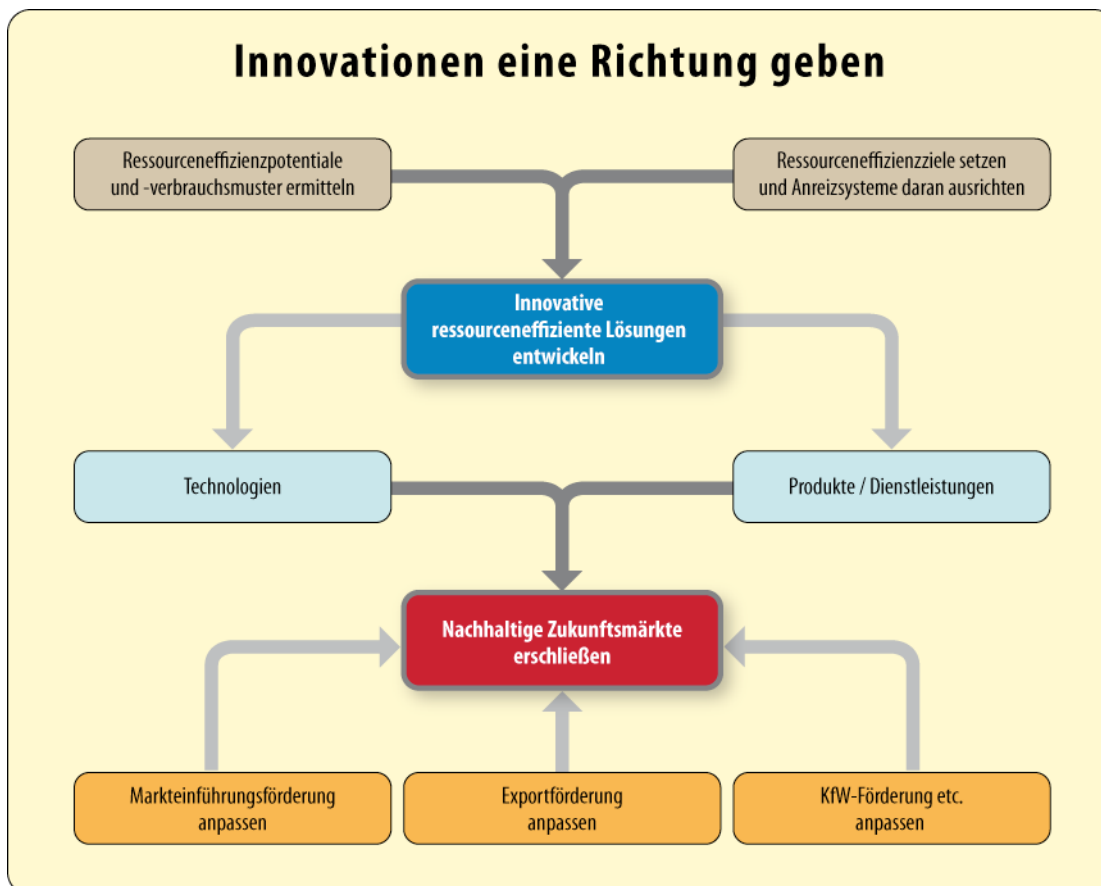 Innovationen eine Richtung geben
Ressourceneffizienzpotentiale
und -verbrauchsmuster ermitteln
Ressourceneffizienzziele setzen
und Anreizsysteme daran ausrichten
Innovative
ressourceneffiziente Lösungen
entwickeln
Technologien
Produkte / Dienstleistungen
Nachhaltige Zukunftsmärkte
erschließen
Markteinführungsförderung
anpassen
Exportförderung
anpassen
KfW-Förderung etc.
anpassen